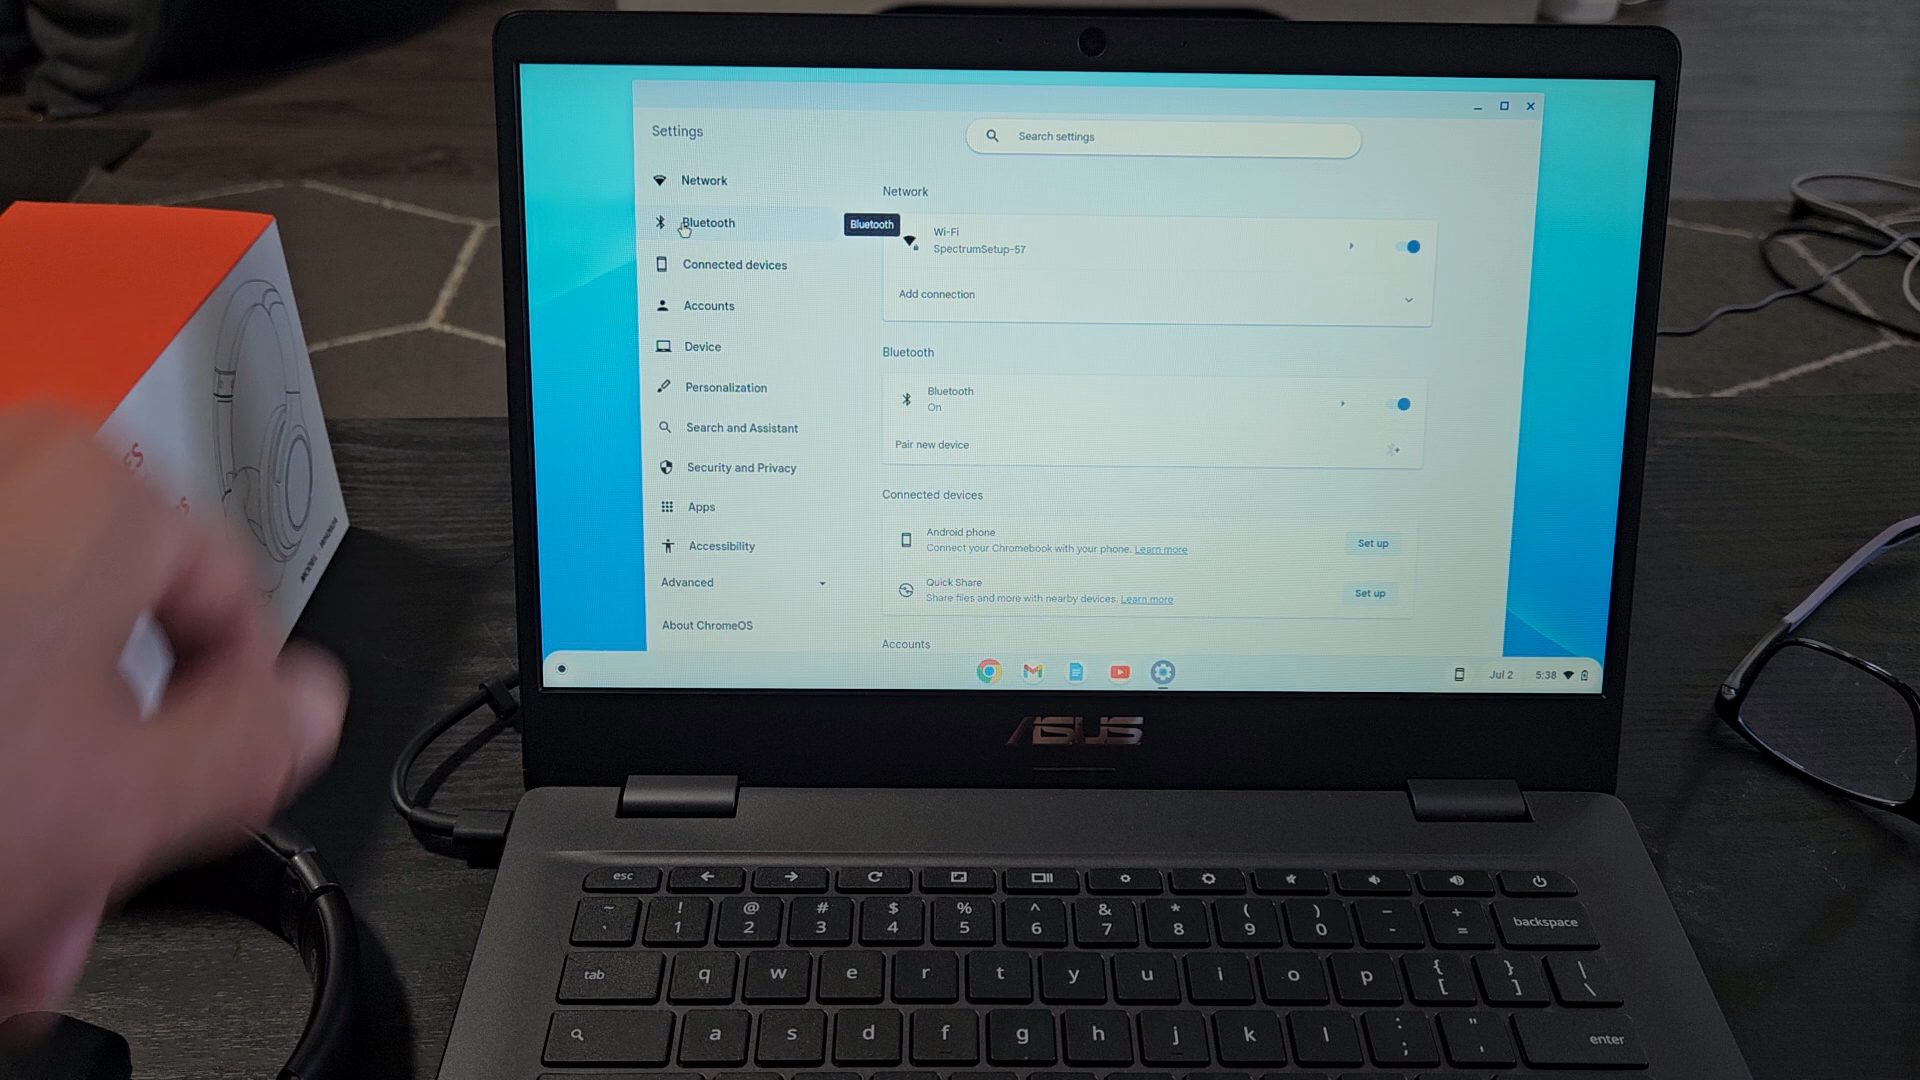 Settings
Search settings
Network
Bluetooth
Connected devices
Accounts
Device
Personalization
Search and Assistant
Security and Privacy
Apps
Accessibility
Advanced
About ChromeOS
Bluetooth
Network
Wi-Fi
SpectrumSetup-57
Add connection
Bluetooth
Bluetooth
On
Pair new device
Connected devices
Android phone
Connect your Chromebook with your phone. Learn more
Set up
Quick Share
Share files and more with nearby devices. Learn more
Set up
Accounts
Jul 2
5:38
ASUS
esc
~ ! @ # $ % ^ & * ( ) _ +
` 1 2 3 4 5 6 7 8 9 0 - = backspace
tab q w e r t y u i o p { [ } ] | \
a s d f g h j k l : ; " ' enter